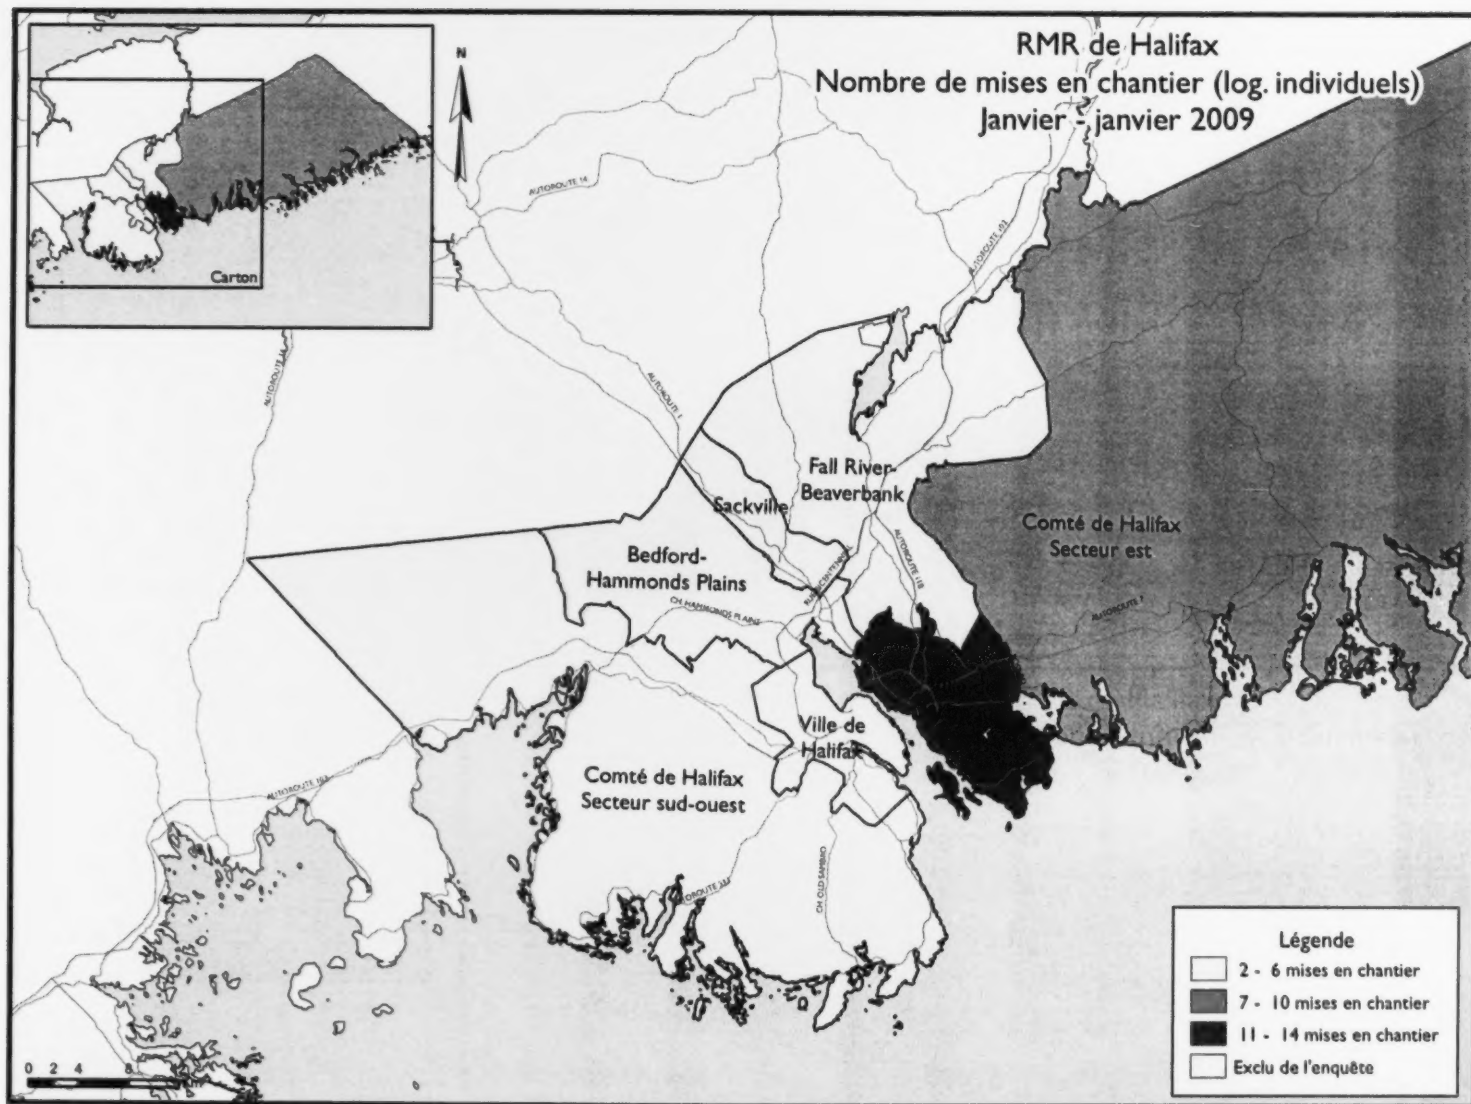 RMR de Halifax
Nombre de mises en chantier (log. individuels)
Janvier - janvier 2009
N
Carton
AUTOROUTE 14
AUTOROUTE 102
AUTOROUTE 14
AUTOROUTE 1
Fall River-
Beaverbank
Sackville
Comté de Halifax
Secteur est
Bedford-
Hammonds Plains
AUTOROUTE 118
CH. HAMMONDS PLAINS
AUTOROUTE 7
Ville de
Halifax
Comté de Halifax
Secteur sud-ouest
AUTOROUTE 103
CH. OLD SAMBRO
Légende
2 - 6 mises en chantier
7 - 10 mises en chantier
11 - 14 mises en chantier
Exclu de l'enquête
0 2 4 8